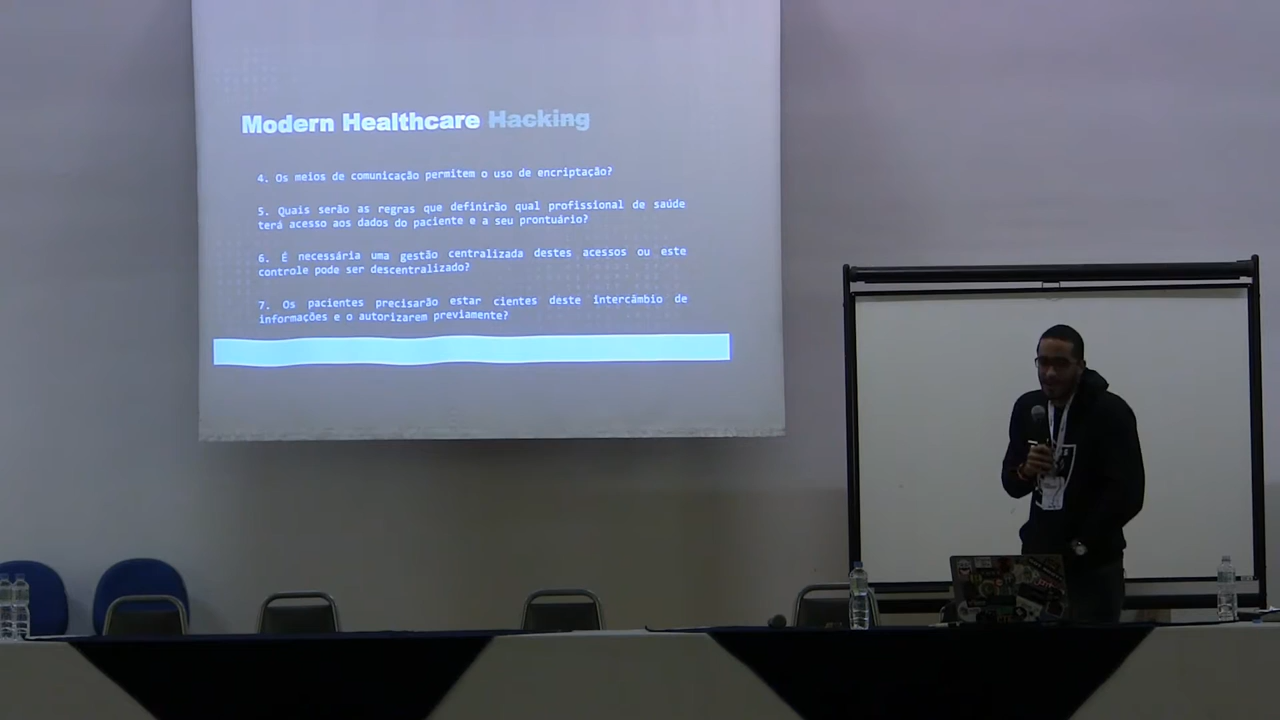 Modern Healthcare Hacking
4. Os meios de comunicação permitem o uso de encriptação?
5. Quais serão as regras que definirão qual profissional de saúde
terá acesso aos dados do paciente e a seu prontuário?
6. É necessária uma gestão centralizada destes acessos ou este
controle pode ser descentralizado?
7. Os pacientes precisarão estar cientes deste intercâmbio de
informações e o autorizarem previamente?